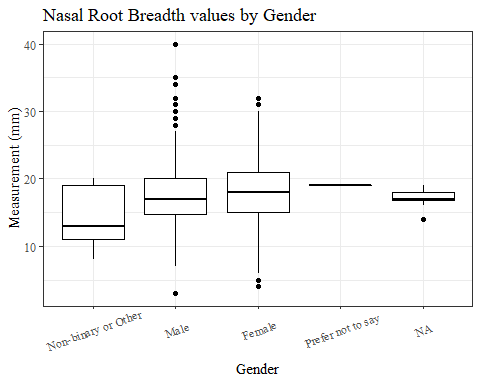 Nasal Root Breadth values by Gender
Measurement (mm)
40
30
20
10
Non-binary or Other
Male
Female
Prefer not to say
NA
Gender